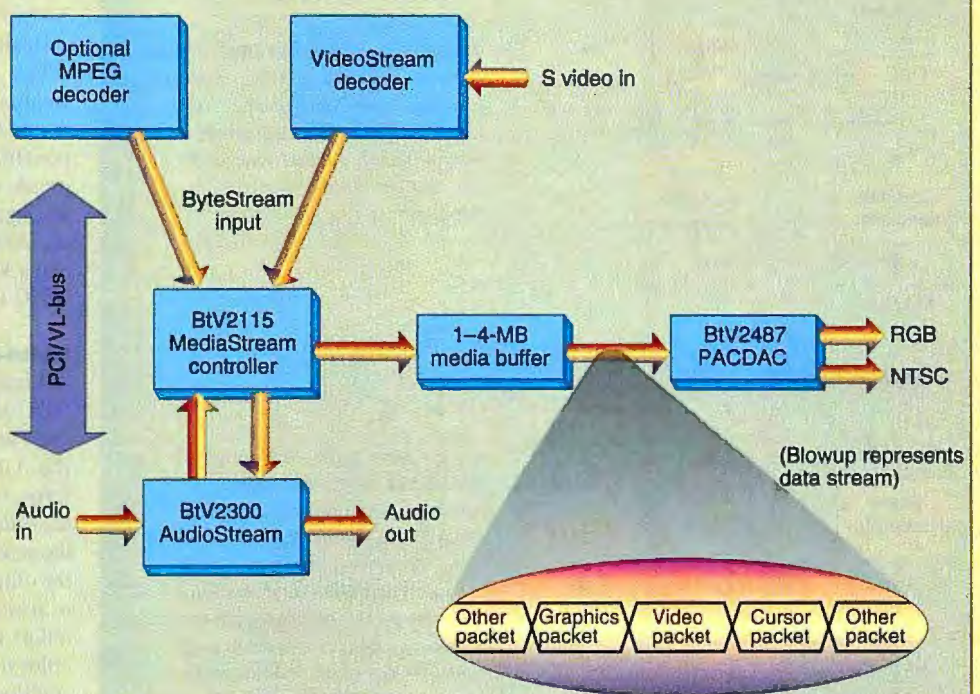 Optional
MPEG
decoder
VideoStream
decoder
S video in
ByteStream
input
PCI/VL-bus
BtV2115
MediaStream
controller
1–4-MB
media buffer
BtV2487
PACDAC
RGB
NTSC
(Blowup represents
data stream)
Audio
in
BtV2300
AudioStream
Audio
out
Other
packet
Graphics
packet
Video
packet
Cursor
packet
Other
packet